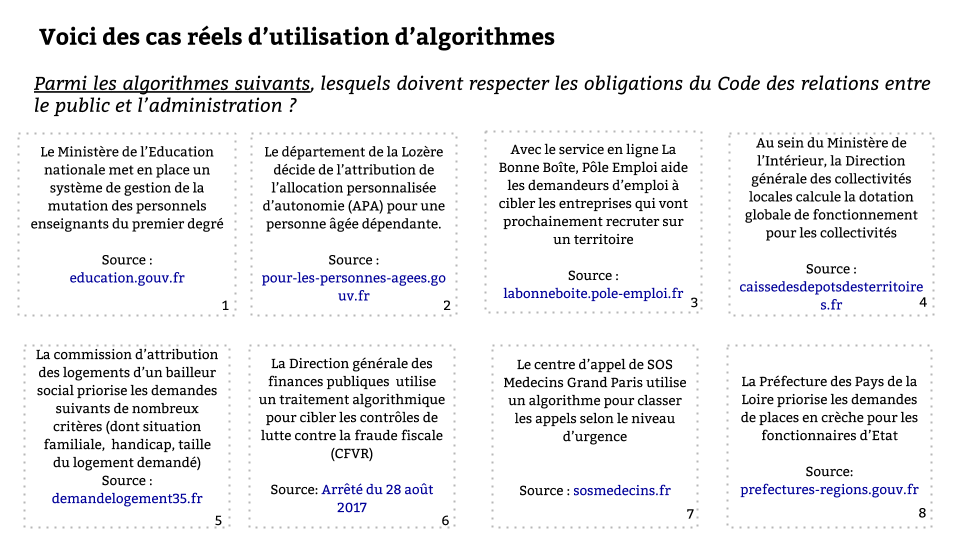 Voici des cas réels d’utilisation d’algorithmes
Parmi les algorithmes suivants, lesquels doivent respecter les obligations du Code des relations entre
le public et l’administration ?
Le Ministère de l’Education
nationale met en place un
système de gestion de la
mutation des personnels
enseignants du premier degré
Source :
education.gouv.fr
1
Le département de la Lozère
décide de l’attribution de
l’allocation personnalisée
d’autonomie (APA) pour une
personne âgée dépendante.
Source :
pour-les-personnes-agees.go
uv.fr
2
Avec le service en ligne La
Bonne Boîte, Pôle Emploi aide
les demandeurs d’emploi à
cibler les entreprises qui vont
prochainement recruter sur
un territoire
Source :
labonneboite.pole-emploi.fr
3
Au sein du Ministère de
l’Intérieur, la Direction
générale des collectivités
locales calcule la dotation
globale de fonctionnement
pour les collectivités
Source :
caissedesdepotsdesterritoire
s.fr
4
La commission d’attribution
des logements d’un bailleur
social priorise les demandes
suivants de nombreux
critères (dont situation
familiale, handicap, taille
du logement demandé)
Source :
demandelogement35.fr
5
La Direction générale des
finances publiques utilise
un traitement algorithmique
pour cibler les contrôles de
lutte contre la fraude fiscale
(CFVR)
Source: Arrêté du 28 août
2017
6
Le centre d’appel de SOS
Medecins Grand Paris utilise
un algorithme pour classer
les appels selon le niveau
d’urgence
Source : sosmedecins.fr
7
La Préfecture des Pays de la
Loire priorise les demandes
de places en crèche pour les
fonctionnaires d’Etat
Source:
prefectures-regions.gouv.fr
8